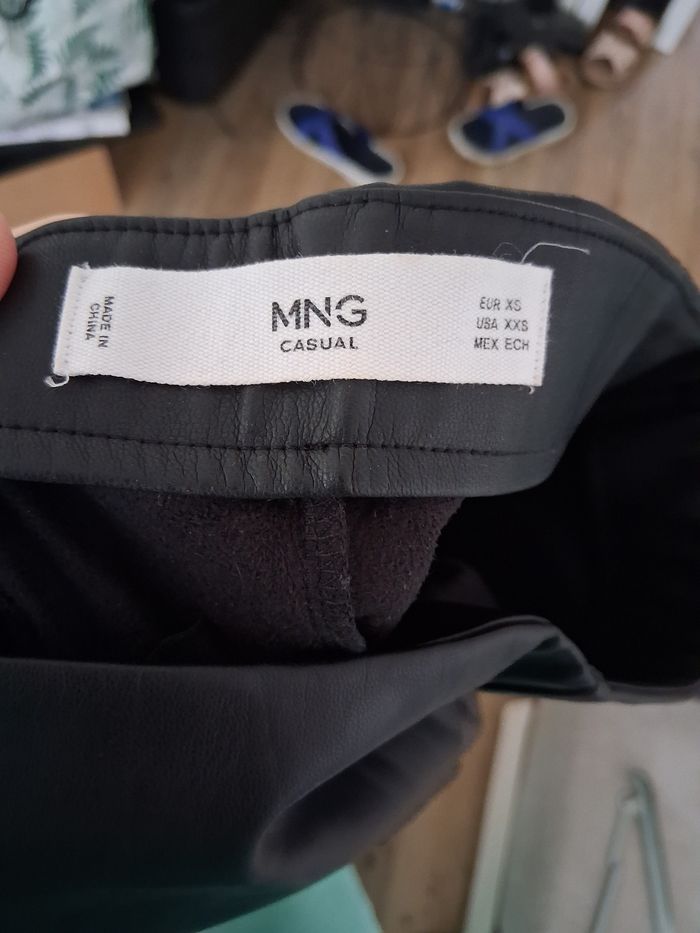 MADE IN
CHINA
MNG
CASUAL
EUR XS
USA XXS
MEX ECH